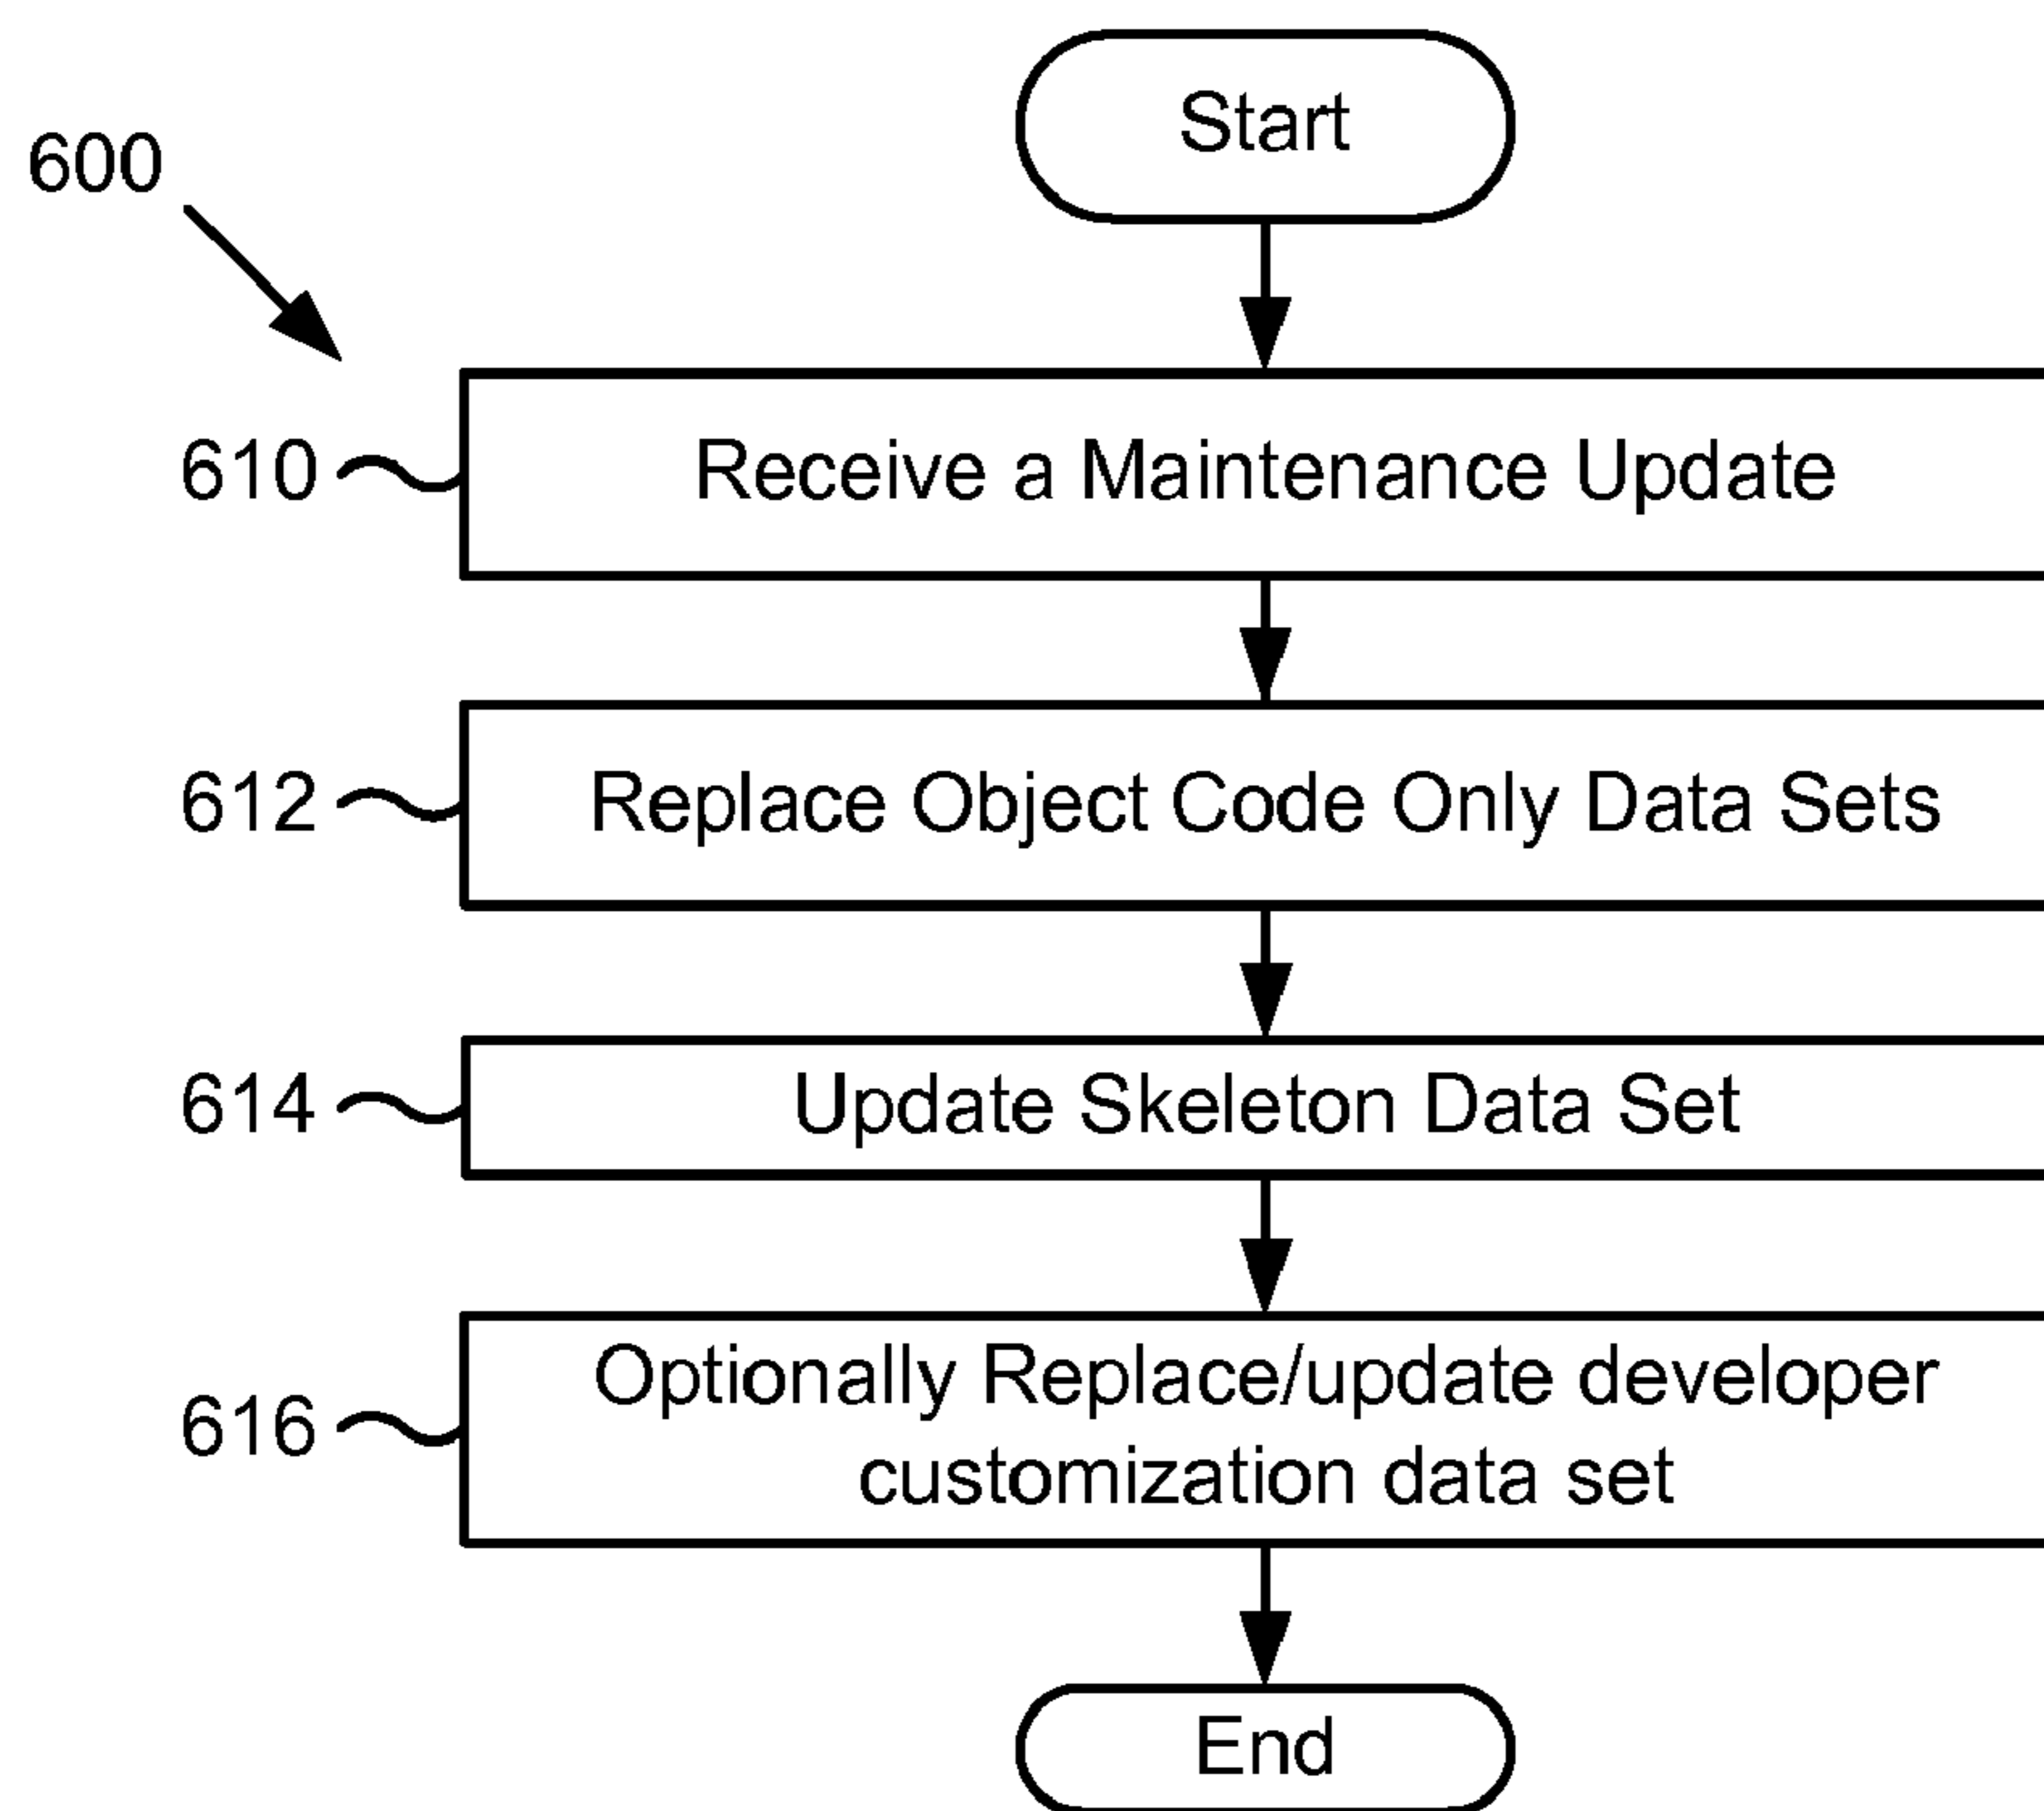 Start
600
610
Receive a Maintenance Update
612
Replace Object Code Only Data Sets
614
Update Skeleton Data Set
616
Optionally Replace/update developer
customization data set
End